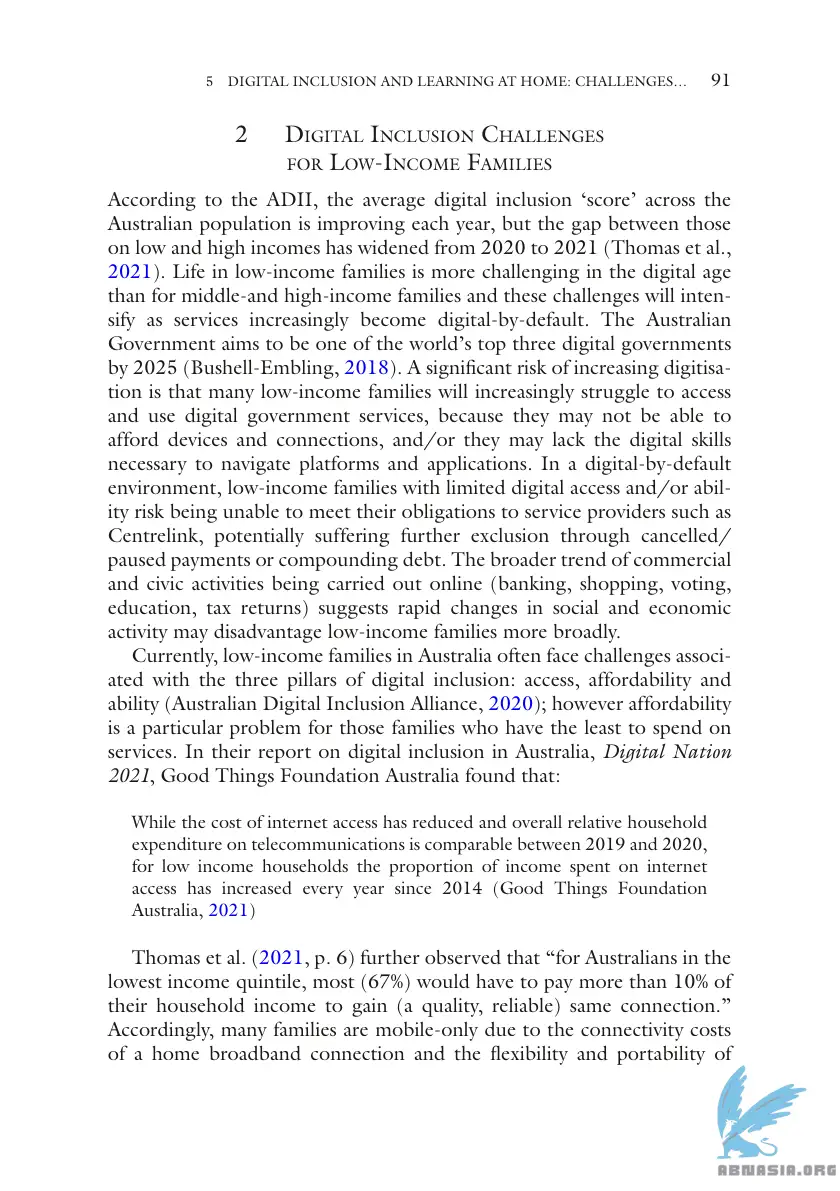 5 DIGITAL INCLUSION AND LEARNING AT HOME: CHALLENGES… 91
2 Digital Inclusion Challenges
for Low-Income Families
According to the ADII, the average digital inclusion ‘score’ across the
Australian population is improving each year, but the gap between those
on low and high incomes has widened from 2020 to 2021 (Thomas et al.,
2021). Life in low-income families is more challenging in the digital age
than for middle-and high-income families and these challenges will inten-
sify as services increasingly become digital-by-default. The Australian
Government aims to be one of the world’s top three digital governments
by 2025 (Bushell-Embling, 2018). A significant risk of increasing digitisa-
tion is that many low-income families will increasingly struggle to access
and use digital government services, because they may not be able to
afford devices and connections, and/or they may lack the digital skills
necessary to navigate platforms and applications. In a digital-by-default
environment, low-income families with limited digital access and/or abil-
ity risk being unable to meet their obligations to service providers such as
Centrelink, potentially suffering further exclusion through cancelled/
paused payments or compounding debt. The broader trend of commercial
and civic activities being carried out online (banking, shopping, voting,
education, tax returns) suggests rapid changes in social and economic
activity may disadvantage low-income families more broadly.
Currently, low-income families in Australia often face challenges associ-
ated with the three pillars of digital inclusion: access, affordability and
ability (Australian Digital Inclusion Alliance, 2020); however affordability
is a particular problem for those families who have the least to spend on
services. In their report on digital inclusion in Australia, Digital Nation
2021, Good Things Foundation Australia found that:
While the cost of internet access has reduced and overall relative household
expenditure on telecommunications is comparable between 2019 and 2020,
for low income households the proportion of income spent on internet
access has increased every year since 2014 (Good Things Foundation
Australia, 2021)
Thomas et al. (2021, p. 6) further observed that “for Australians in the
lowest income quintile, most (67%) would have to pay more than 10% of
their household income to gain (a quality, reliable) same connection.”
Accordingly, many families are mobile-only due to the connectivity costs
of a home broadband connection and the flexibility and portability of
ABNASIA.ORG